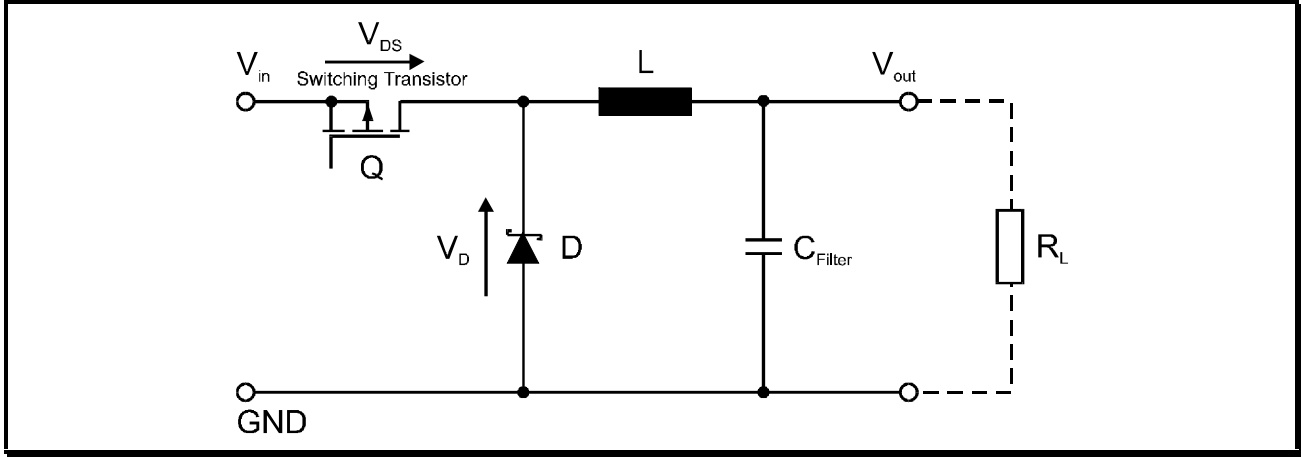 V_DS
V_in
Switching Transistor
L
V_out
Q
V_D
D
C_Filter
R_L
GND